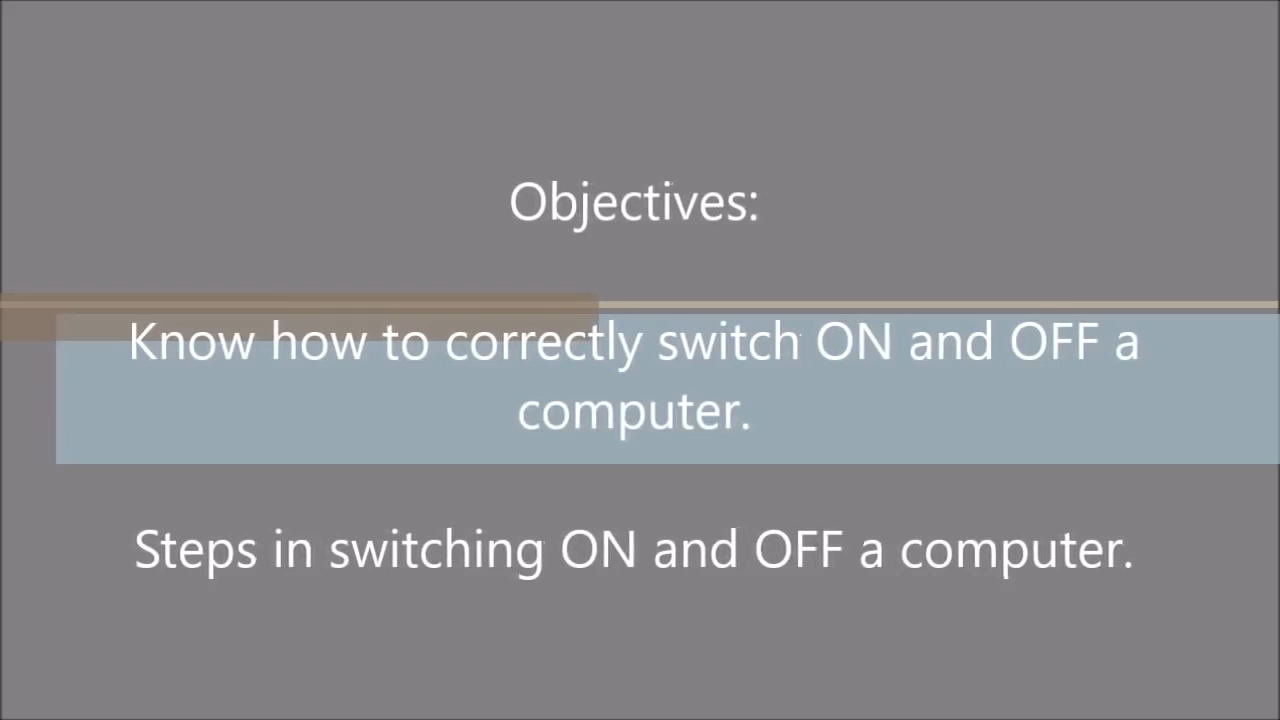 Objectives:
Know how to correctly switch ON and OFF a
computer.
Steps in switching ON and OFF a computer.